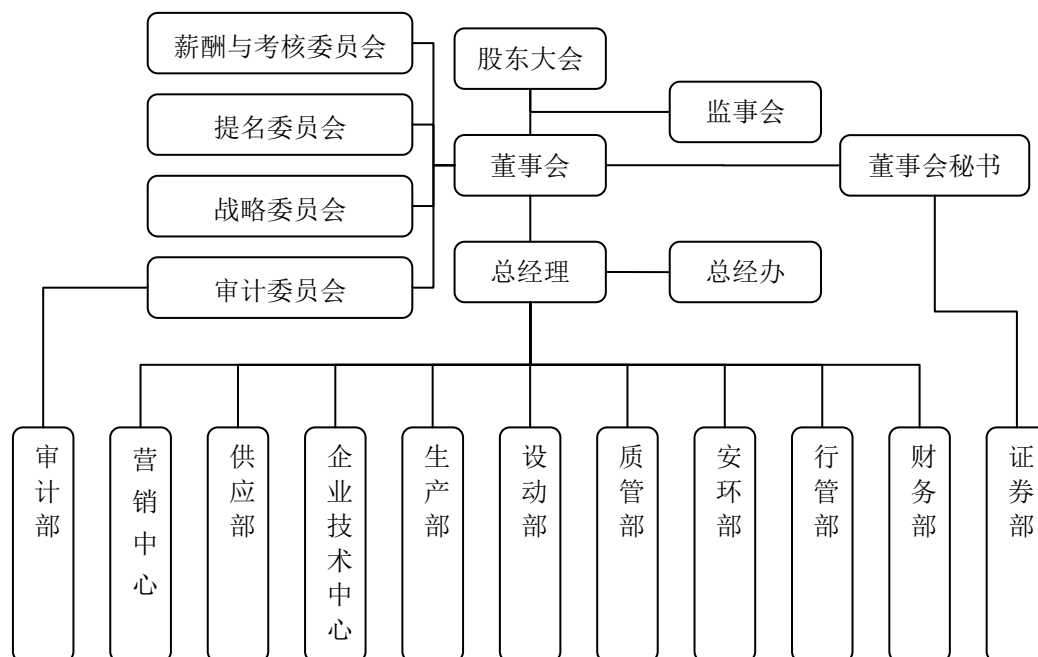 薪酬与考核委员会
股东大会
提名委员会
监事会
董事会
董事会秘书
战略委员会
总经理
总经办
审计委员会
审计部
营销中心
供应部
企业技术中心
生产部
设动部
质管部
安环部
行管部
财务部
证券部